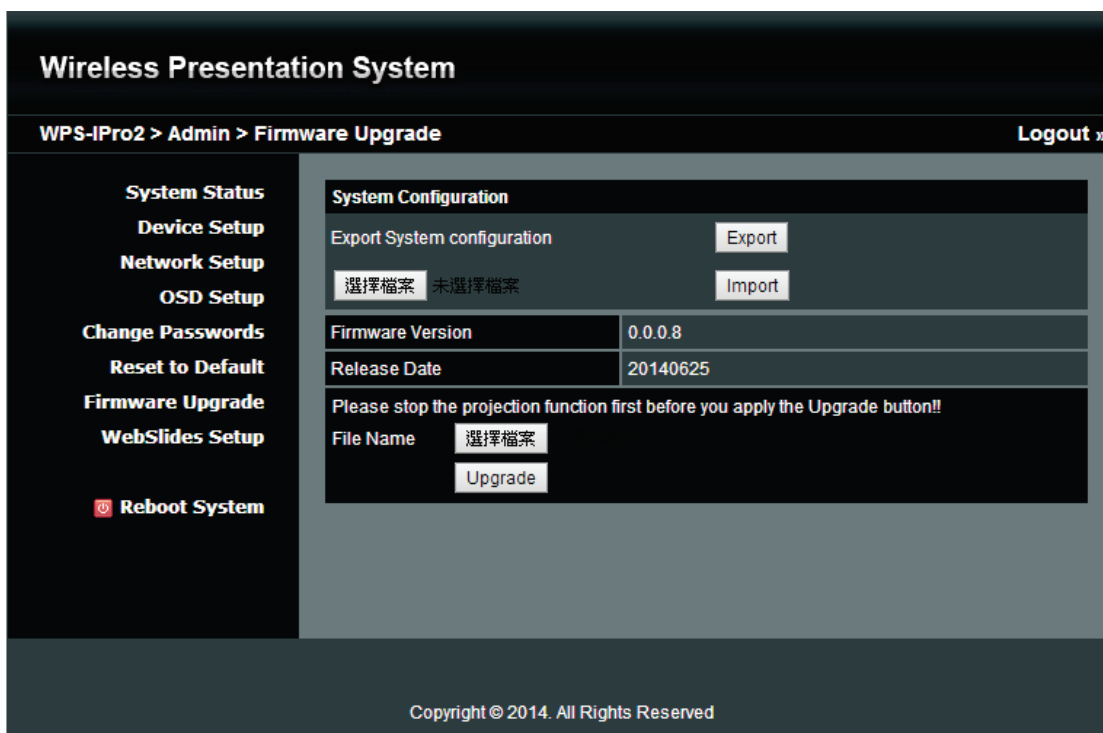 Wireless Presentation System
WPS-IPro2 > Admin > Firmware Upgrade
Logout »
System Status
Device Setup
Network Setup
OSD Setup
Change Passwords
Reset to Default
Firmware Upgrade
WebSlides Setup
Reboot System
System Configuration
Export System configuration Export
選擇檔案 未選擇檔案 Import
Firmware Version 0.0.0.8
Release Date 20140625
Please stop the projection function first before you apply the Upgrade button!!
File Name 選擇檔案
Upgrade
Copyright © 2014. All Rights Reserved